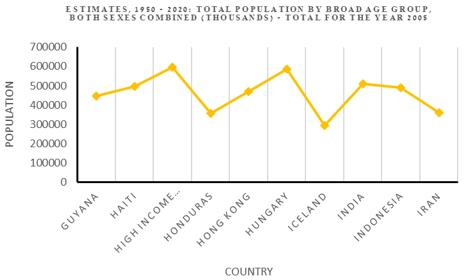 ESTIMATES, 1950 - 2020: TOTAL POPULATION BY BROAD AGE GROUP,
BOTH SEXES COMBINED (THOUSANDS) - TOTAL FOR THE YEAR 2005
POPULATION
700000
600000
500000
400000
300000
200000
100000
0
GUYANA
HAITI
HIGH INCOME...
HONDURAS
HONG KONG
HUNGARY
ICELAND
INDIA
INDONESIA
IRAN
COUNTRY